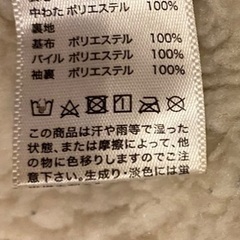 中わた ポリエステル 100%
裏地
基布 ポリエステル 100%
パイル ポリエステル 100%
袖裏 ポリエステル 100%
この商品は汗や雨等で湿った
状態、または摩擦によって、他
の物に色移りしますのでご注
意下さい。生成り・淡色には蛍